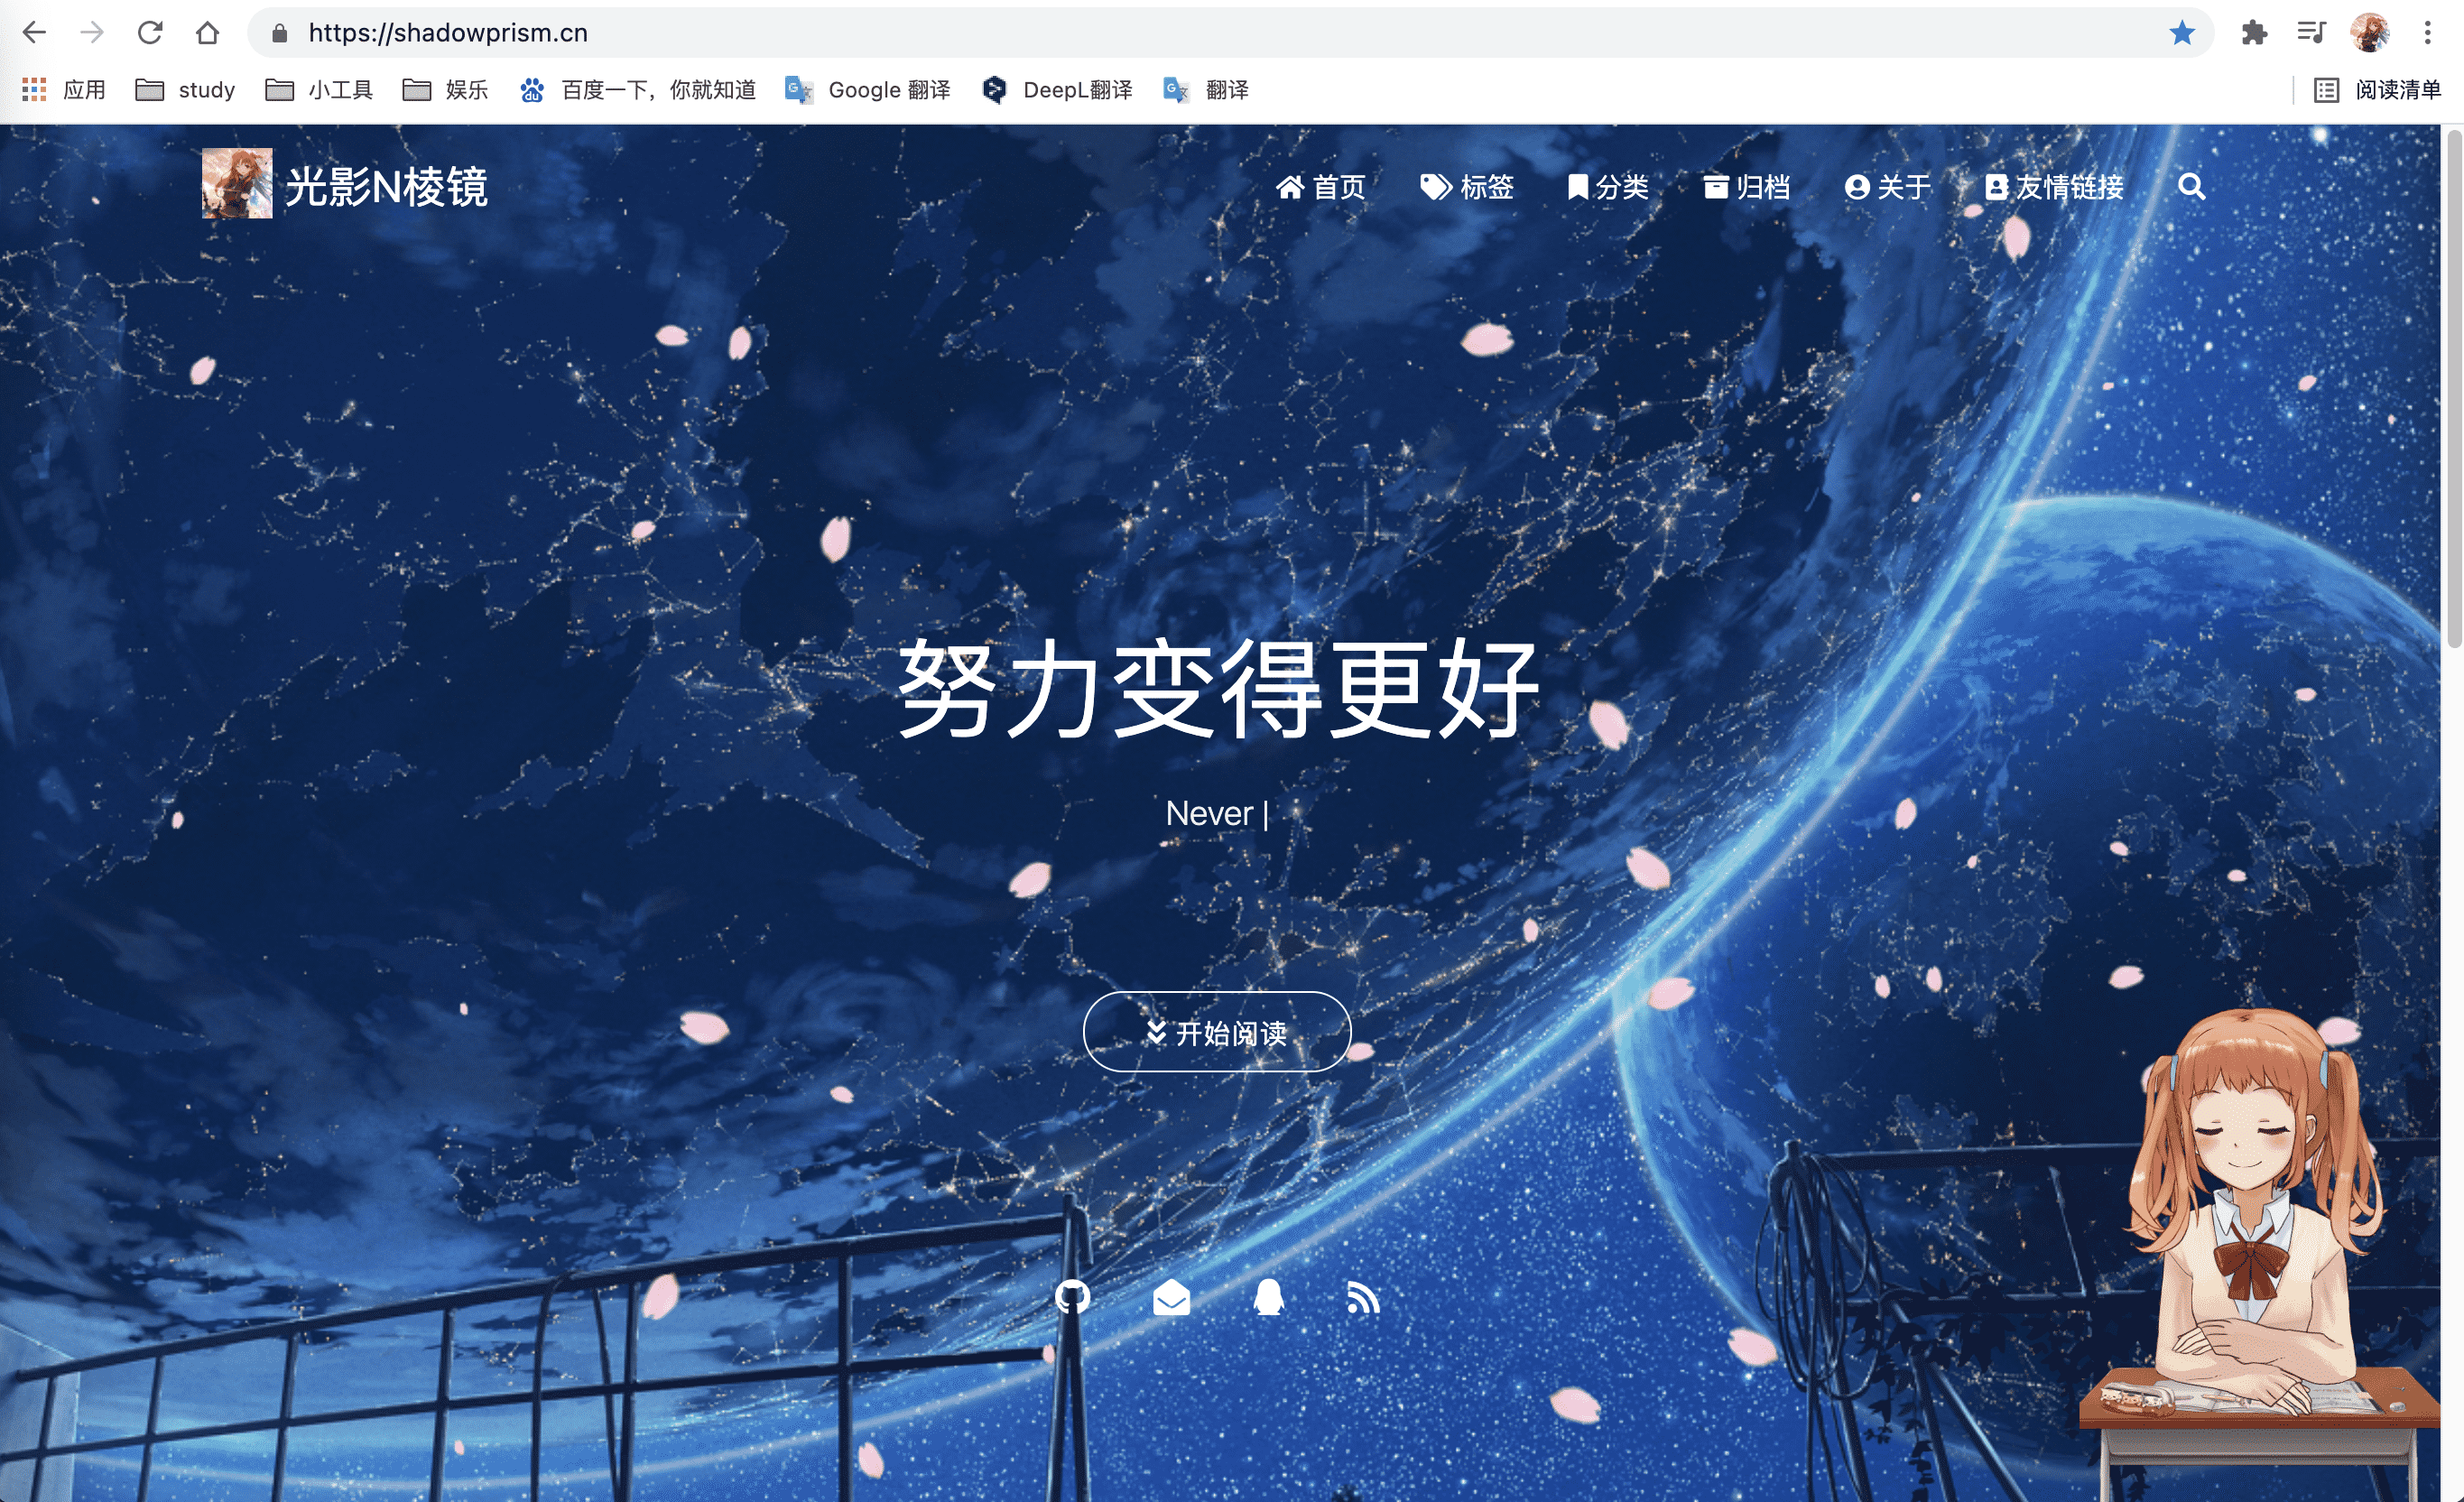 https://shadowprism.cn
应用 study 小工具 娱乐 百度一下，你就知道 Google 翻译 DeepL翻译 翻译 阅读清单
光影N棱镜 首页 标签 分类 归档 关于 友情链接
努力变得更好
Never |
开始阅读